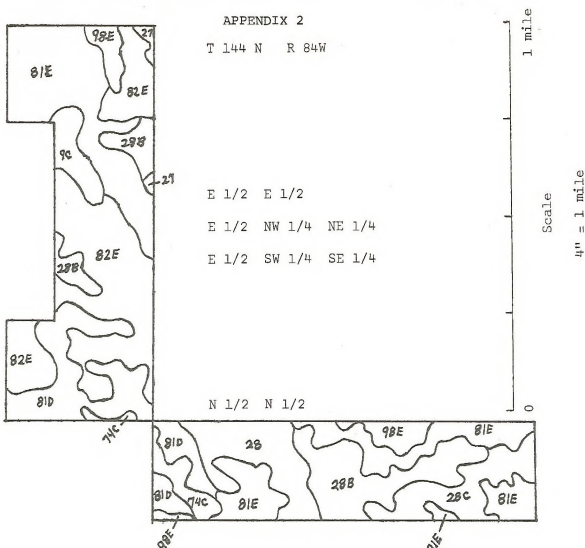 APPENDIX 2
T 144 N R 84W
1 mile
98E
27
81E
82E
28B
9C
27
E 1/2 E 1/2
E 1/2 NW 1/4 NE 1/4
E 1/2 SW 1/4 SE 1/4
Scale
4" = 1 mile
82E
28B
82E
81D
74C
N 1/2 N 1/2
0
81D
28
98E
81E
28B
81D
74C
81E
28C
81E
98E